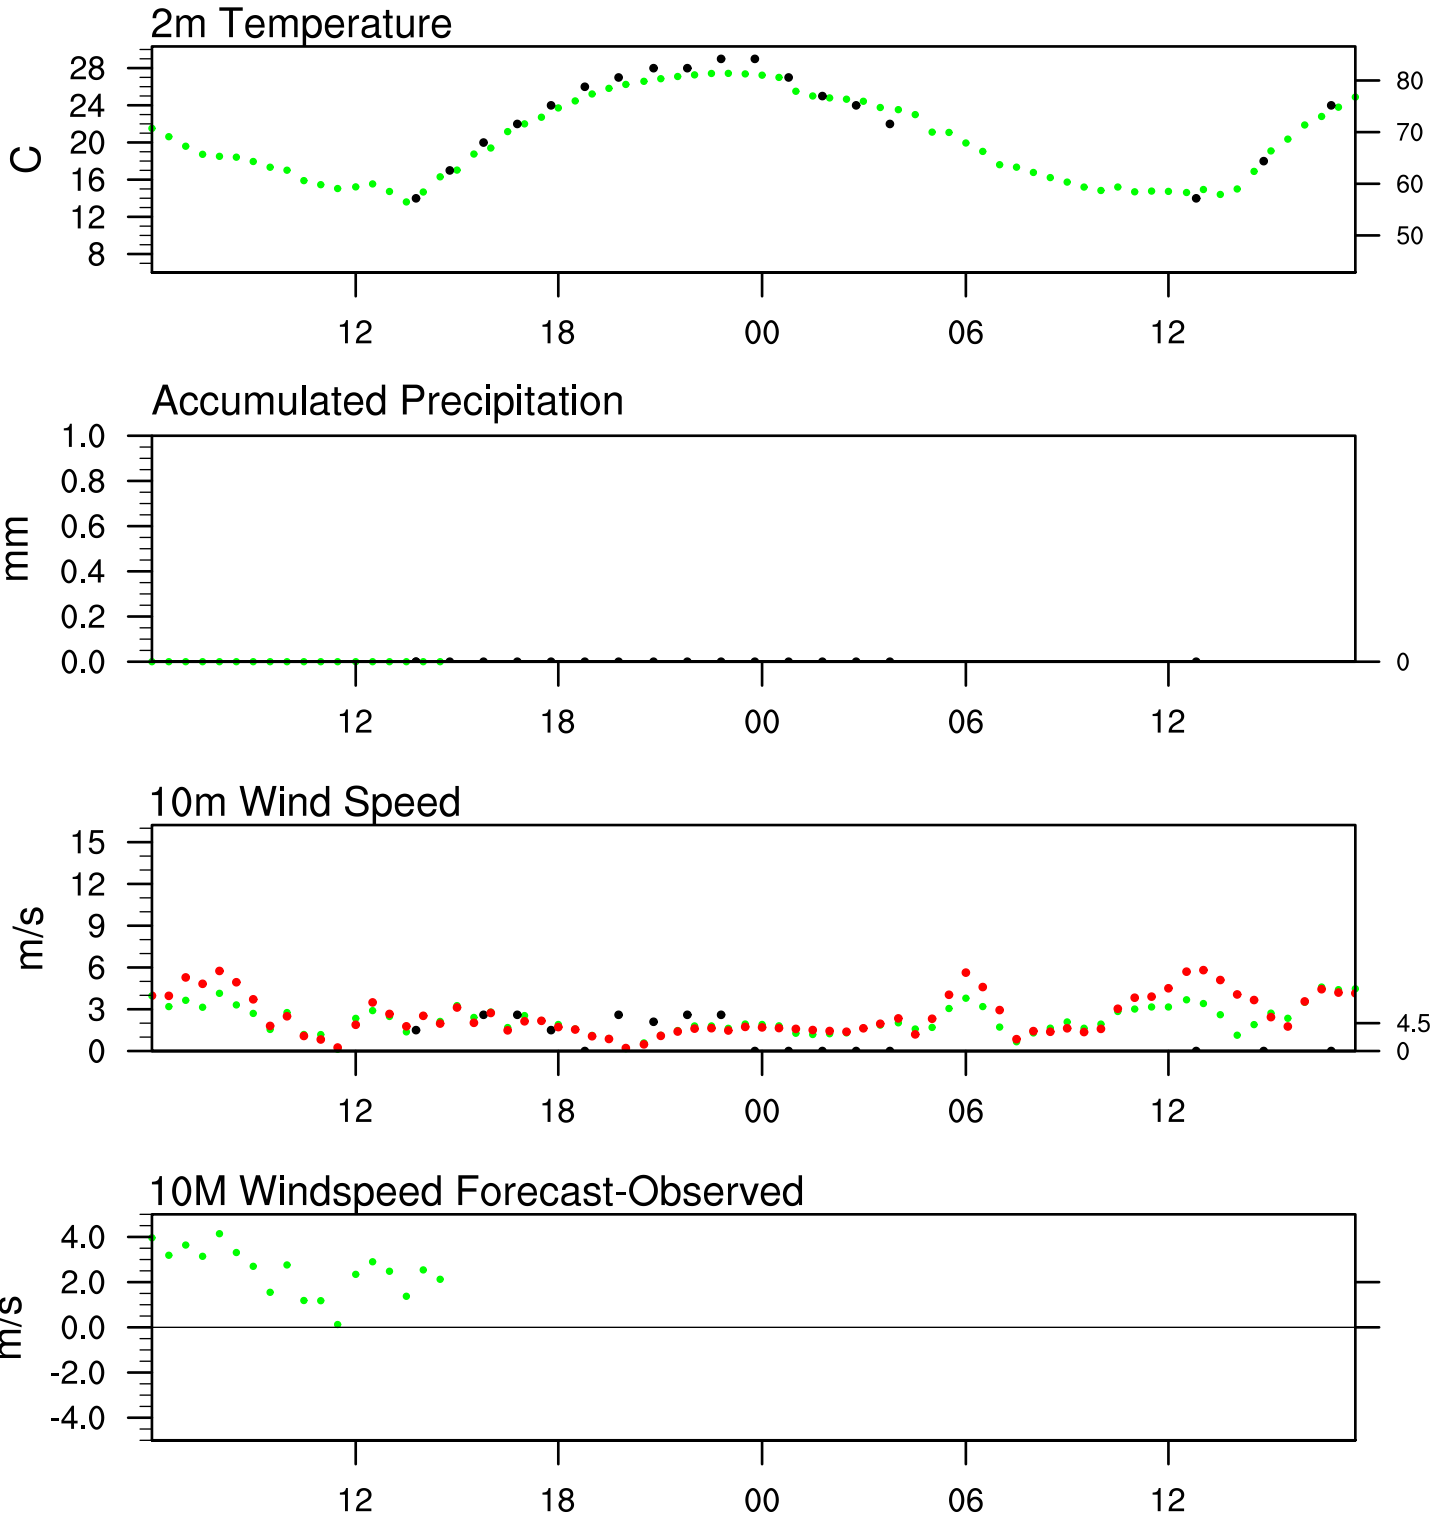 2m Temperature
28
24
20
16
12
8
C
80
70
60
50
12 18 00 06 12
Accumulated Precipitation
1.0
0.8
0.6
0.4
0.2
0.0
mm
0
12 18 00 06 12
10m Wind Speed
15
12
9
6
3
0
m/s
4.5
0
12 18 00 06 12
10M Windspeed Forecast-Observed
4.0
2.0
0.0
-2.0
-4.0
m/s
12 18 00 06 12